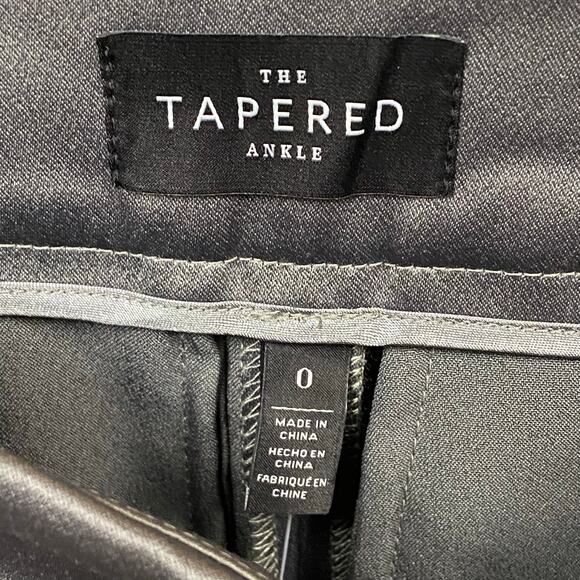 THE
TAPERED
ANKLE
0
MADE IN
CHINA
HECHO EN
CHINA
FABRIQUÉ EN
CHINE